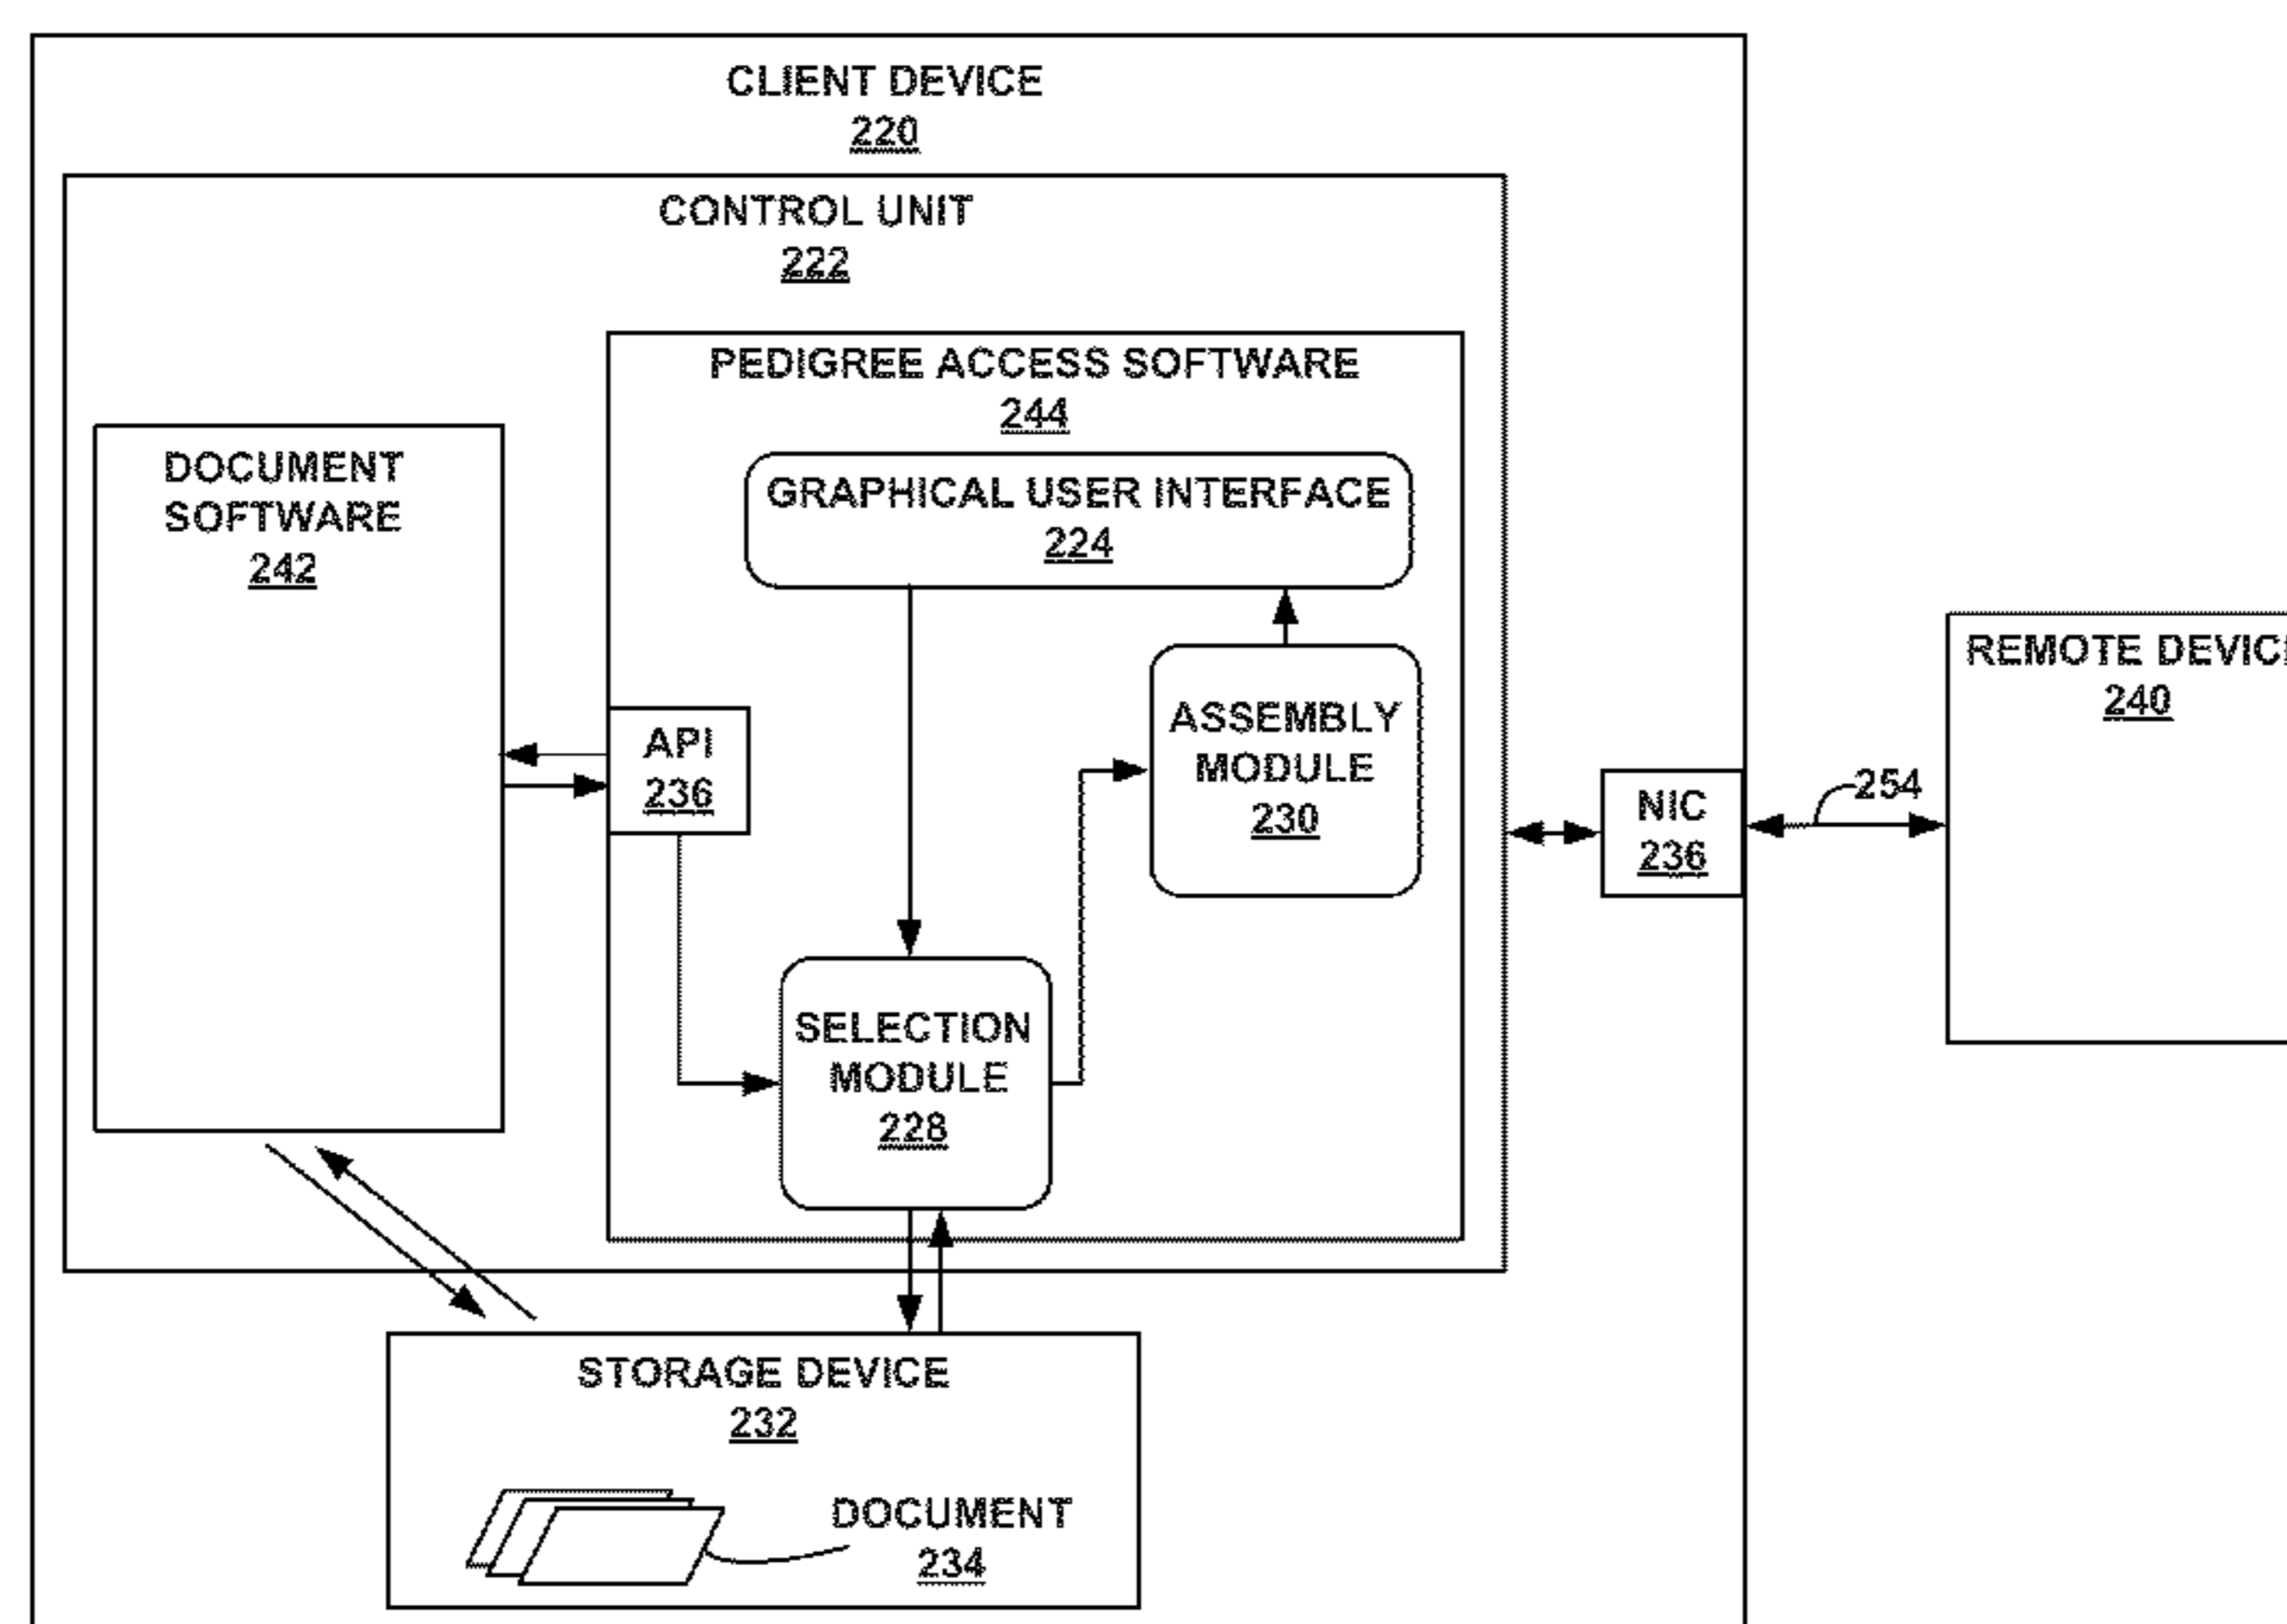 CLIENT DEVICE
220
CONTROL UNIT
222
PEDIGREE ACCESS SOFTWARE
244
DOCUMENT
SOFTWARE
242
GRAPHICAL USER INTERFACE
224
API
236
ASSEMBLY
MODULE
230
SELECTION
MODULE
228
NIC
236
254
REMOTE DEVICE
240
STORAGE DEVICE
232
DOCUMENT
234